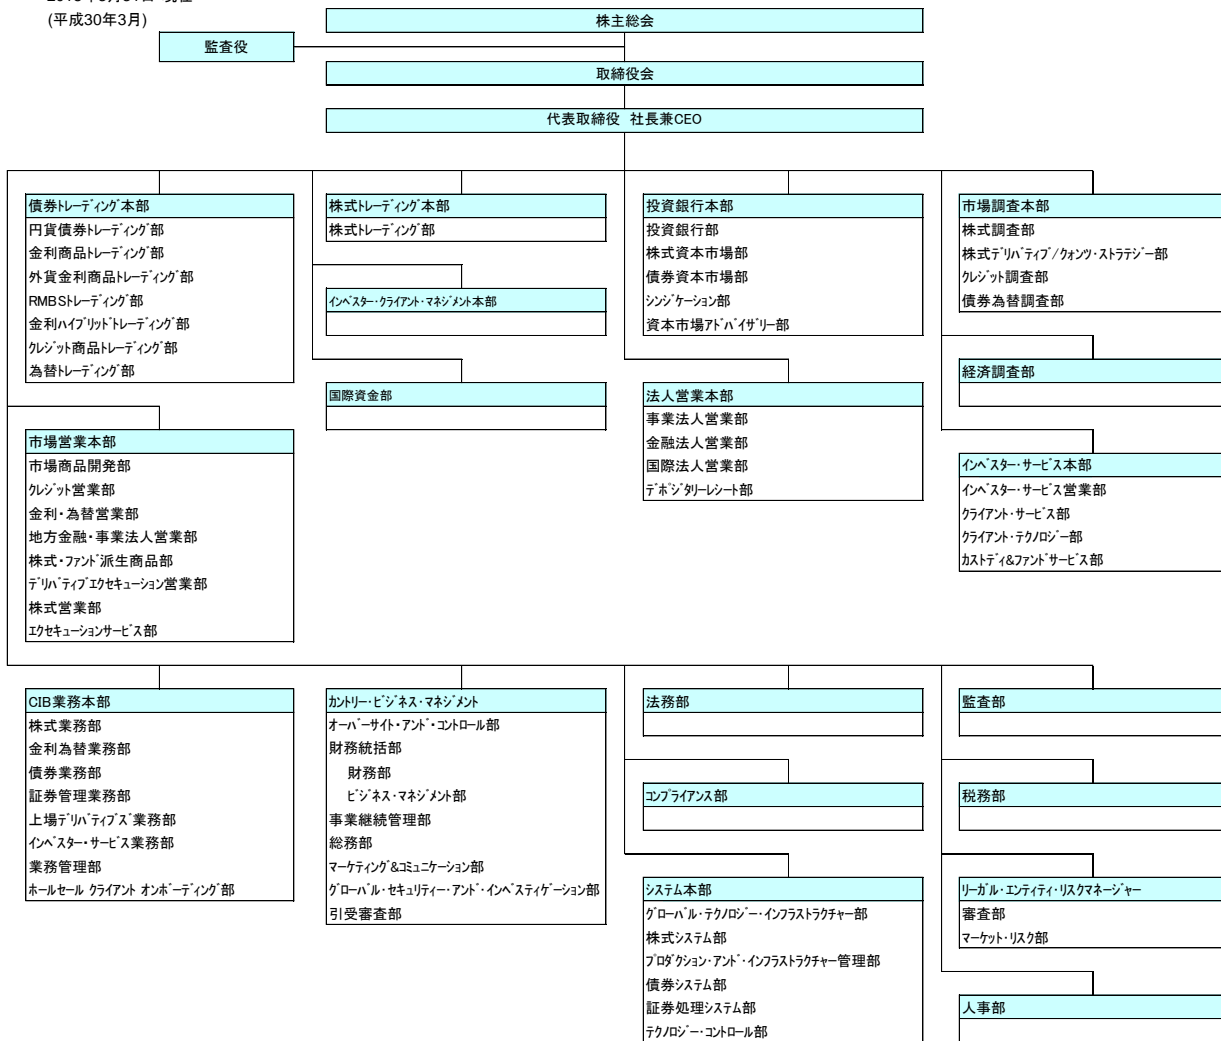 (平成30年3月)
株主総会
監査役
取締役会
代表取締役 社長兼CEO
債券ﾄﾚｰﾃﾞｨﾝｸﾞ本部
円貨債券ﾄﾚｰﾃﾞｨﾝｸﾞ部
金利商品ﾄﾚｰﾃﾞｨﾝｸﾞ部
外貨金利商品ﾄﾚｰﾃﾞｨﾝｸﾞ部
RMBSﾄﾚｰﾃﾞｨﾝｸﾞ部
金利ﾊｲﾌﾞﾘｯﾄﾞﾄﾚｰﾃﾞｨﾝｸﾞ部
ｸﾚｼﾞｯﾄ商品ﾄﾚｰﾃﾞｨﾝｸﾞ部
為替ﾄﾚｰﾃﾞｨﾝｸﾞ部
株式ﾄﾚｰﾃﾞｨﾝｸﾞ本部
株式ﾄﾚｰﾃﾞｨﾝｸﾞ部
ｲﾝﾍﾞｽﾀｰ･ｸﾗｲｱﾝﾄ･ﾏﾈｼﾞﾒﾝﾄ本部
国際資金部
投資銀行本部
投資銀行部
株式資本市場部
債券資本市場部
ｼﾝｼﾞｹｰｼｮﾝ部
資本市場ｱﾄﾞﾊﾞｲｻﾞﾘｰ部
法人営業本部
事業法人営業部
金融法人営業部
国際法人営業部
ﾃﾞﾎﾟｼﾞﾀﾘｰﾚｼｰﾄ部
市場調査本部
株式調査部
株式ﾃﾞﾘﾊﾞﾃｨﾌﾞ/ｸｫﾝﾂ･ｽﾄﾗﾃｼﾞｰ部
ｸﾚｼﾞｯﾄ調査部
債券為替調査部
経済調査部
ｲﾝﾍﾞｽﾀｰ･ｻｰﾋﾞｽ本部
ｲﾝﾍﾞｽﾀｰ･ｻｰﾋﾞｽ営業部
ｸﾗｲｱﾝﾄ･ｻｰﾋﾞｽ部
ｸﾗｲｱﾝﾄ･ﾃｸﾉﾛｼﾞｰ部
ｶｽﾄﾃﾞｨ&ﾌｧﾝﾄﾞｻｰﾋﾞｽ部
市場営業本部
市場商品開発部
ｸﾚｼﾞｯﾄ営業部
金利・為替営業部
地方金融・事業法人営業部
株式・ﾌｧﾝﾄﾞ派生商品部
ﾃﾞﾘﾊﾞﾃｨﾌﾞｴｸｾｷｭｰｼｮﾝ営業部
株式営業部
ｴｸｾｷｭｰｼｮﾝｻｰﾋﾞｽ部
CIB業務本部
株式業務部
金利為替業務部
債券業務部
証券管理業務部
上場ﾃﾞﾘﾊﾞﾃｨﾌﾞｽﾞ業務部
ｲﾝﾍﾞｽﾀｰ･ｻｰﾋﾞｽ業務部
業務管理部
ﾎｰﾙｾｰﾙ ｸﾗｲｱﾝﾄ ｵﾝﾎﾞｰﾃﾞｨﾝｸﾞ部
ｶﾝﾄﾘｰ･ﾋﾞｼﾞﾈｽ･ﾏﾈｼﾞﾒﾝﾄ
ｵｰﾊﾞｰｻｲﾄ･ｱﾝﾄﾞ･ｺﾝﾄﾛｰﾙ部
財務統括部
財務部
ﾋﾞｼﾞﾈｽ･ﾏﾈｼﾞﾒﾝﾄ部
事業継続管理部
総務部
ﾏｰｹﾃｨﾝｸﾞ&ｺﾐｭﾆｹｰｼｮﾝ部
ｸﾞﾛｰﾊﾞﾙ･ｾｷｭﾘﾃｨｰ･ｱﾝﾄﾞ･ｲﾝﾍﾞｽﾃｨｹﾞｰｼｮﾝ部
引受審査部
法務部
ｺﾝﾌﾟﾗｲｱﾝｽ部
ｼｽﾃﾑ本部
ｸﾞﾛｰﾊﾞﾙ･ﾃｸﾉﾛｼﾞｰ･ｲﾝﾌﾗｽﾄﾗｸﾁｬｰ部
株式ｼｽﾃﾑ部
ﾌﾟﾛﾀﾞｸｼｮﾝ･ｱﾝﾄﾞ･ｲﾝﾌﾗｽﾄﾗｸﾁｬｰ管理部
債券ｼｽﾃﾑ部
証券処理ｼｽﾃﾑ部
ﾃｸﾉﾛｼﾞｰ･ｺﾝﾄﾛｰﾙ部
監査部
税務部
ﾘｰｶﾞﾙ･ｴﾝﾃｨﾃｨ･ﾘｽｸﾏﾈｰｼﾞｬｰ
審査部
ﾏｰｹｯﾄ･ﾘｽｸ部
人事部